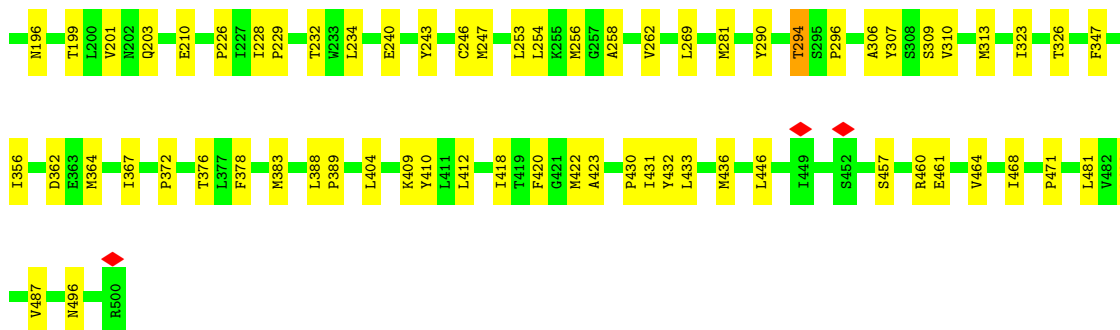 N196 T199 L200 V201 N202 Q203 E210 P226 I227 I228 P229 T232 W233 L234 E240 Y243 C246 M247 L253 L254 K255 M256 G257 A258 V262 L269 M281 Y290 T294 S295 P296 A306 Y307 S308 S309 V310 M313 I323 T326 F347
I356 D362 E363 M364 I367 P372 T376 L377 F378 M383 L388 P389 L404 K409 Y410 L411 L412 I418 T419 F420 G421 M422 A423 P430 I431 Y432 L433 M436 L446 I449 S452 S457 R460 E461 V464 I468 P471 L481 V482
V487 N496 R500